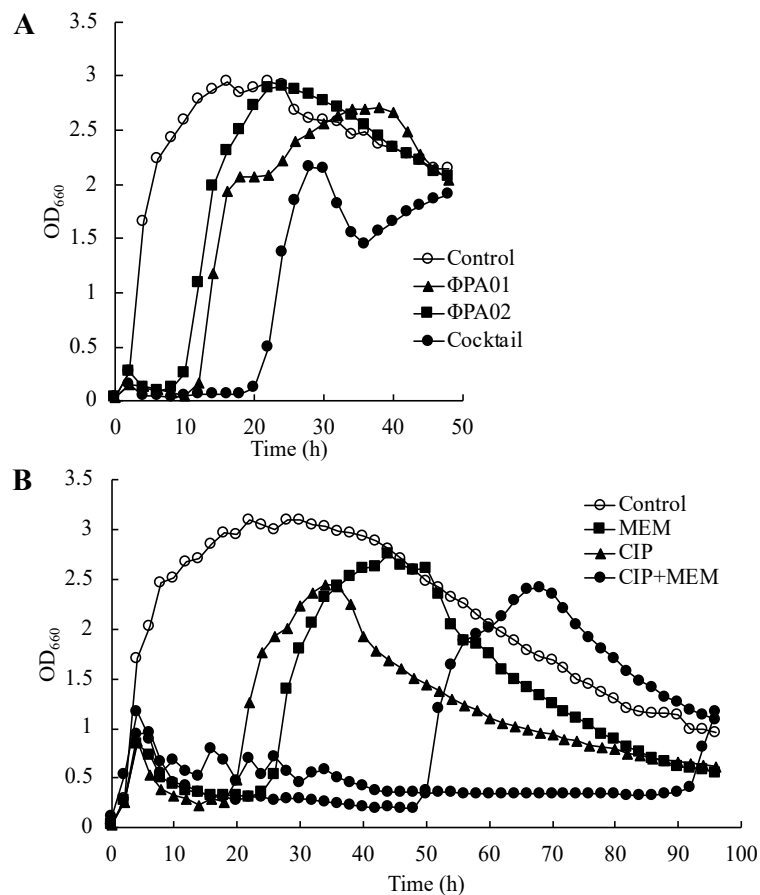 A
3.5
3
2.5
2
1.5
1
0.5
0
OD₆₆₀
Control
ΦPA01
ΦPA02
Cocktail
0 10 20 30 40 50
Time (h)
B
3.5
3
2.5
2
1.5
1
0.5
0
OD₆₆₀
Control
MEM
CIP
CIP+MEM
0 10 20 30 40 50 60 70 80 90 100
Time (h)